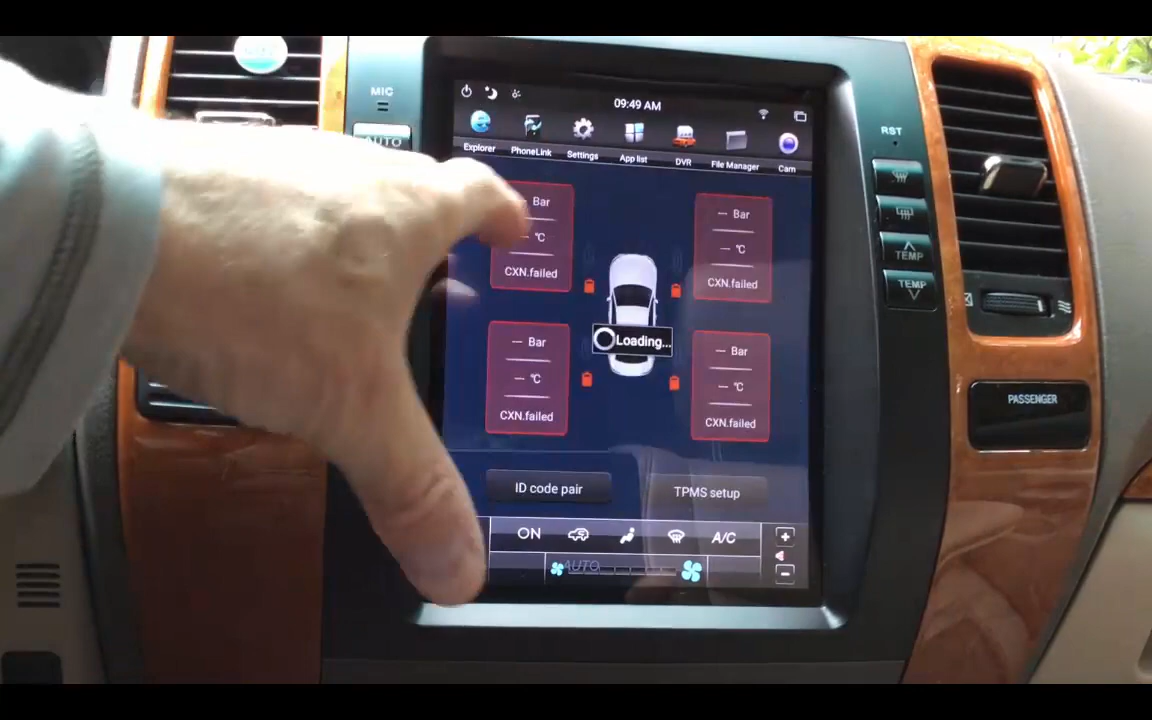 MIC
AUTO
09:49 AM
RST
Explorer
PhoneLink
Settings
App list
DVR
File Manager
Cam
-- Bar
-- °C
CXN.failed
--- Bar
-- °C
CXN.failed
Loading...
--- Bar
--- °C
CXN.failed
--- Bar
--- °C
CXN.failed
TEMP
TEMP
PASSENGER
ID code pair
TPMS setup
ON
A/C
+
AUTO
-